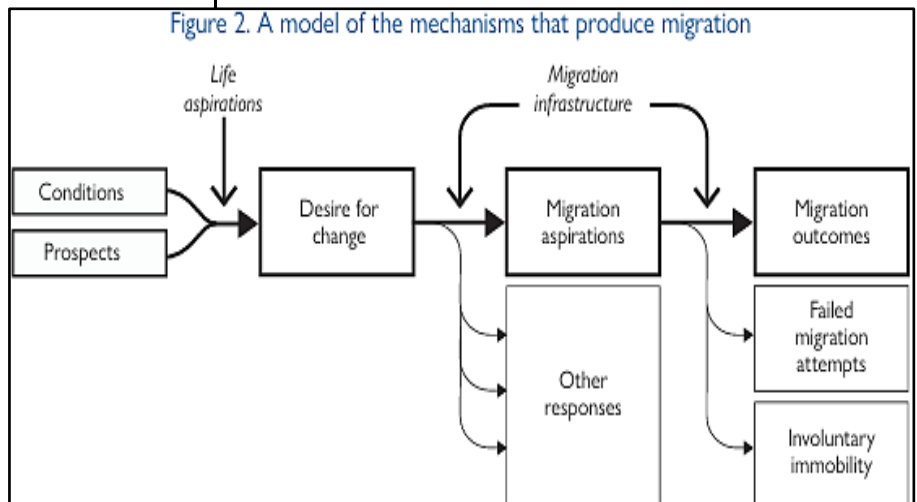 Figure 2. A model of the mechanisms that produce migration
Life
aspirations
Migration
infrastructure
Conditions
Prospects
Desire for
change
Migration
aspirations
Migration
outcomes
Other
responses
Failed
migration
attempts
Involuntary
immobility